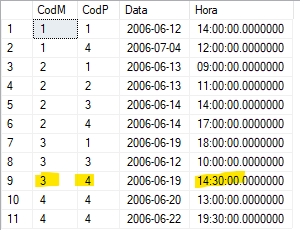 CodM CodP Data Hora
1 1 1 2006-06-12 14:00:00.0000000
2 1 4 2006-07-04 12:00:00.0000000
3 2 1 2006-06-13 09:00:00.0000000
4 2 2 2006-06-13 11:00:00.0000000
5 2 3 2006-06-14 14:00:00.0000000
6 2 4 2006-06-14 17:00:00.0000000
7 3 1 2006-06-19 18:00:00.0000000
8 3 3 2006-06-12 10:00:00.0000000
9 3 4 2006-06-19 14:30:00.0000000
10 4 4 2006-06-20 13:00:00.0000000
11 4 4 2006-06-22 19:30:00.0000000